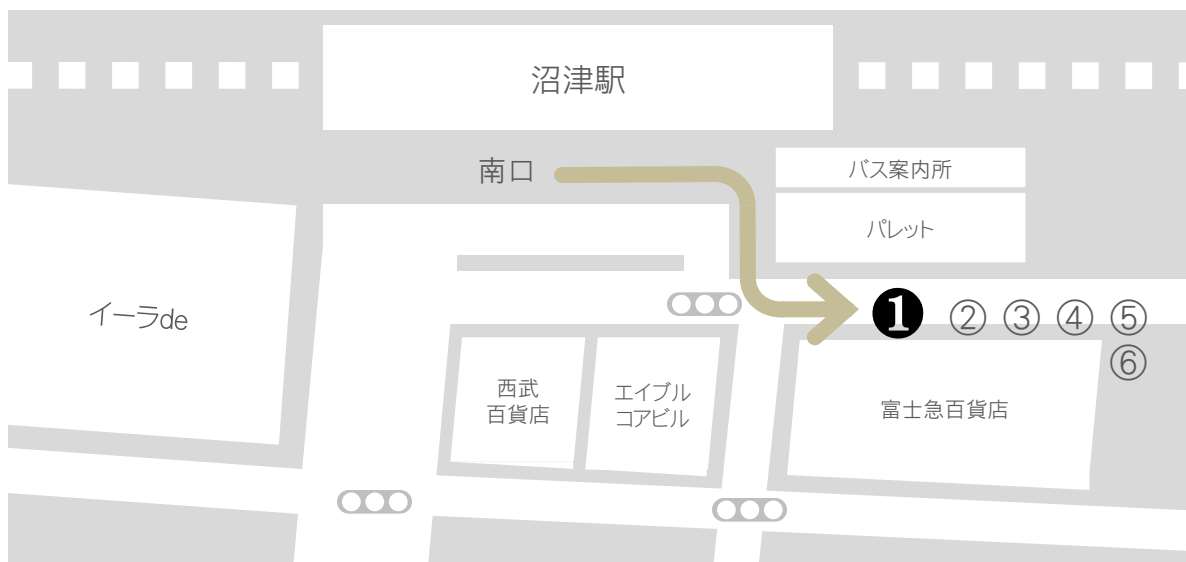 沼津駅
南口
バス案内所
パレット
イーラde
❶
②
③
④
⑤
⑥
西武
百貨店
エイブル
コアビル
富士急百貨店